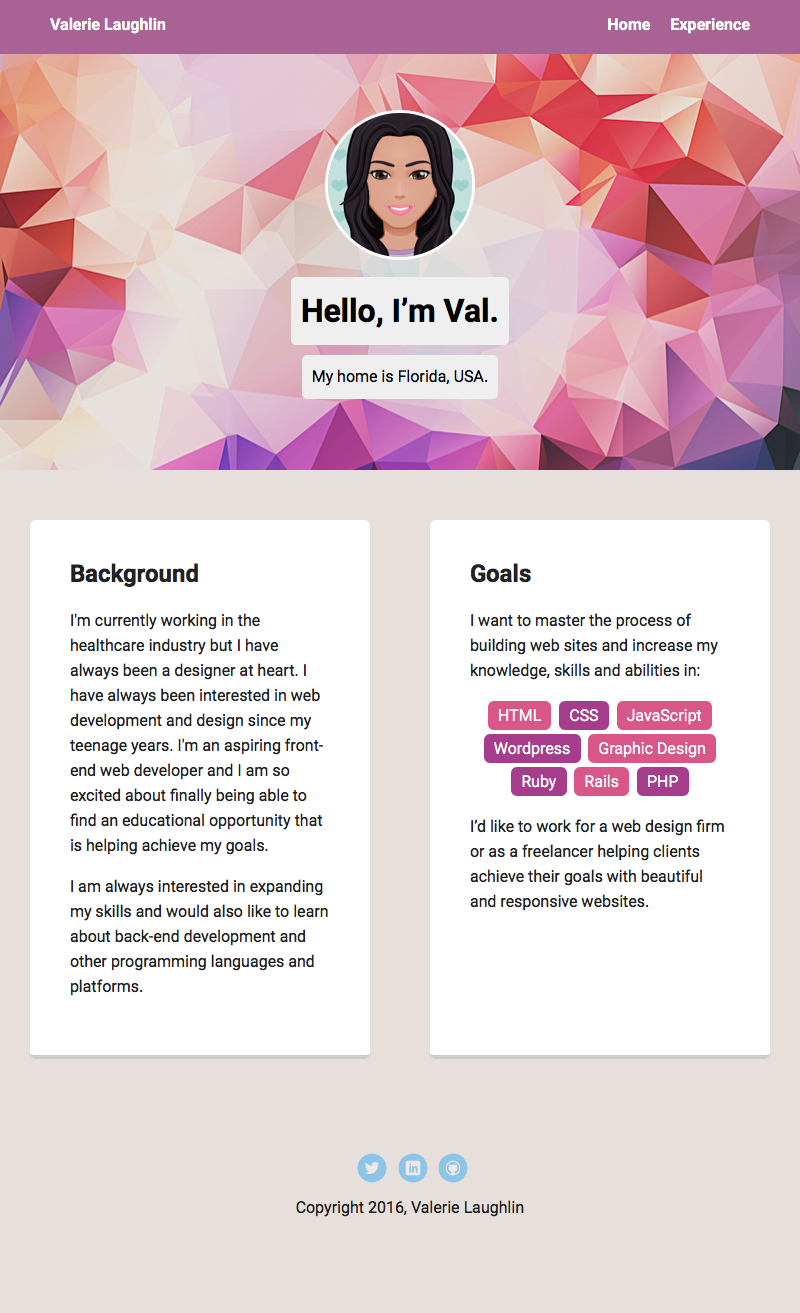 Valerie Laughlin
Home Experience
Hello, I’m Val.
My home is Florida, USA.
Background
I'm currently working in the
healthcare industry but I have
always been a designer at heart. I
have always been interested in web
development and design since my
teenage years. I'm an aspiring front-
end web developer and I am so
excited about finally being able to
find an educational opportunity that
is helping achieve my goals.
I am always interested in expanding
my skills and would also like to learn
about back-end development and
other programming languages and
platforms.
Goals
I want to master the process of
building web sites and increase my
knowledge, skills and abilities in:
HTML CSS JavaScript
Wordpress Graphic Design
Ruby Rails PHP
I’d like to work for a web design firm
or as a freelancer helping clients
achieve their goals with beautiful
and responsive websites.
in
Copyright 2016, Valerie Laughlin